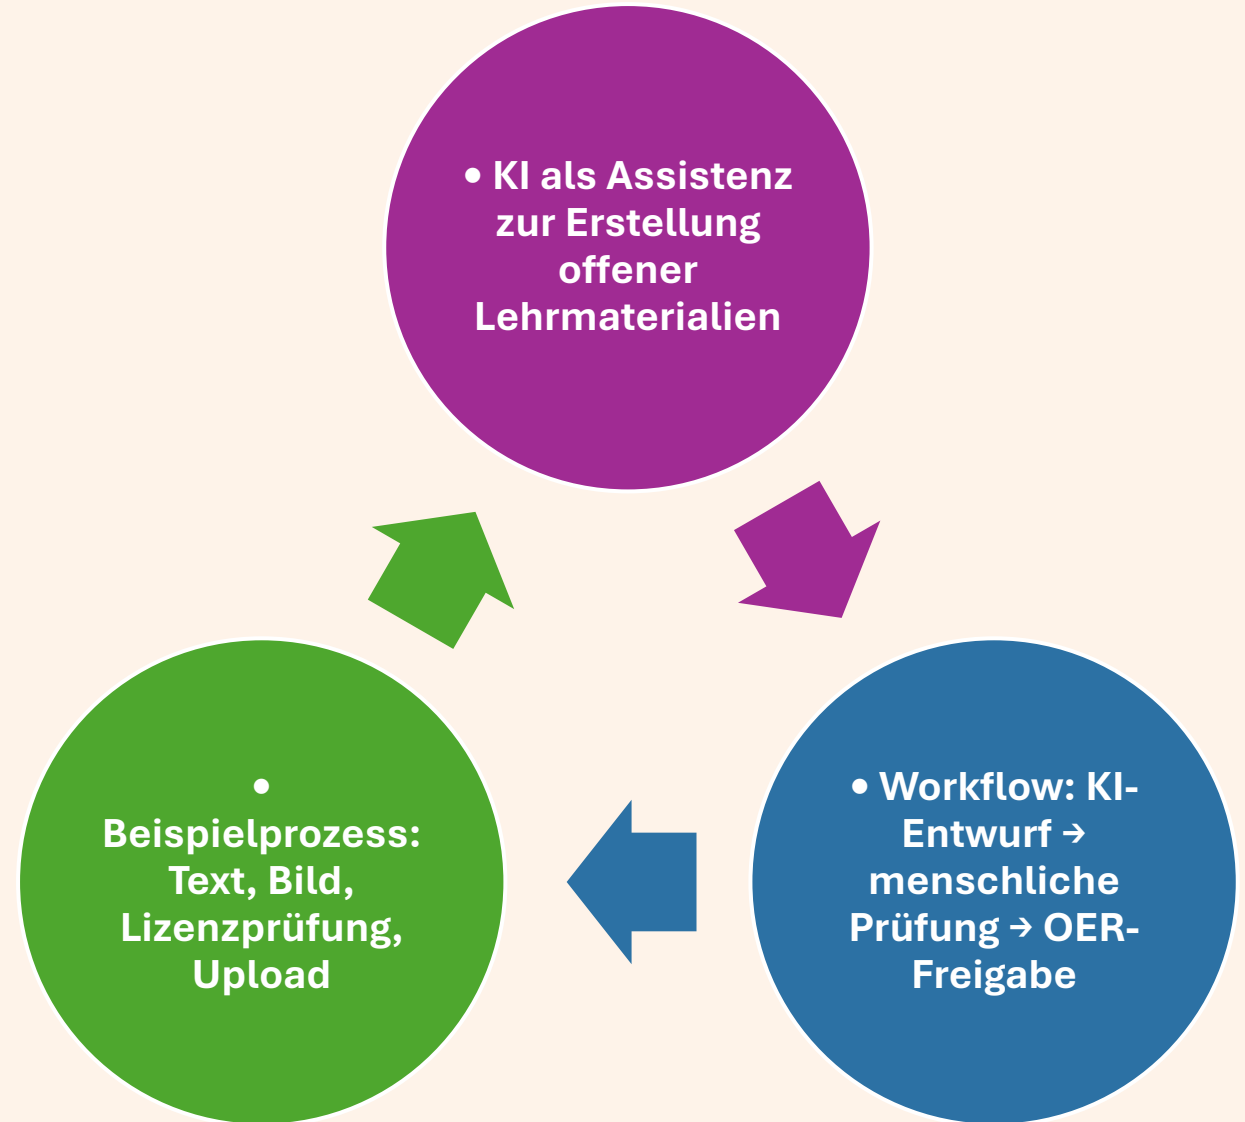 • KI als Assistenz
zur Erstellung
offener
Lehrmaterialien
• Workflow: KI-
Entwurf →
menschliche
Prüfung → OER-
Freigabe
•
Beispielprozess:
Text, Bild,
Lizenzprüfung,
Upload